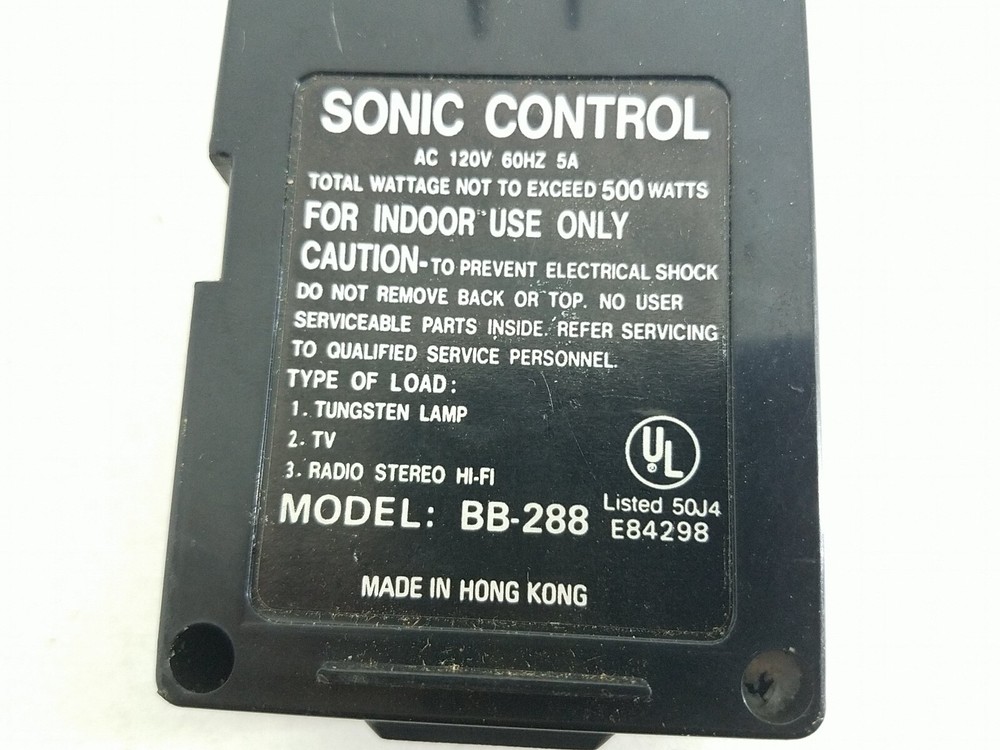 SONIC CONTROL
AC 120V 60HZ 5A
TOTAL WATTAGE NOT TO EXCEED 500 WATTS
FOR INDOOR USE ONLY
CAUTION-TO PREVENT ELECTRICAL SHOCK
DO NOT REMOVE BACK OR TOP. NO USER
SERVICEABLE PARTS INSIDE. REFER SERVICING
TO QUALIFIED SERVICE PERSONNEL.
TYPE OF LOAD:
1. TUNGSTEN LAMP
2. TV
3. RADIO STEREO HI-FI
UL ®
Listed 50J4
E84298
MODEL: BB-288
MADE IN HONG KONG